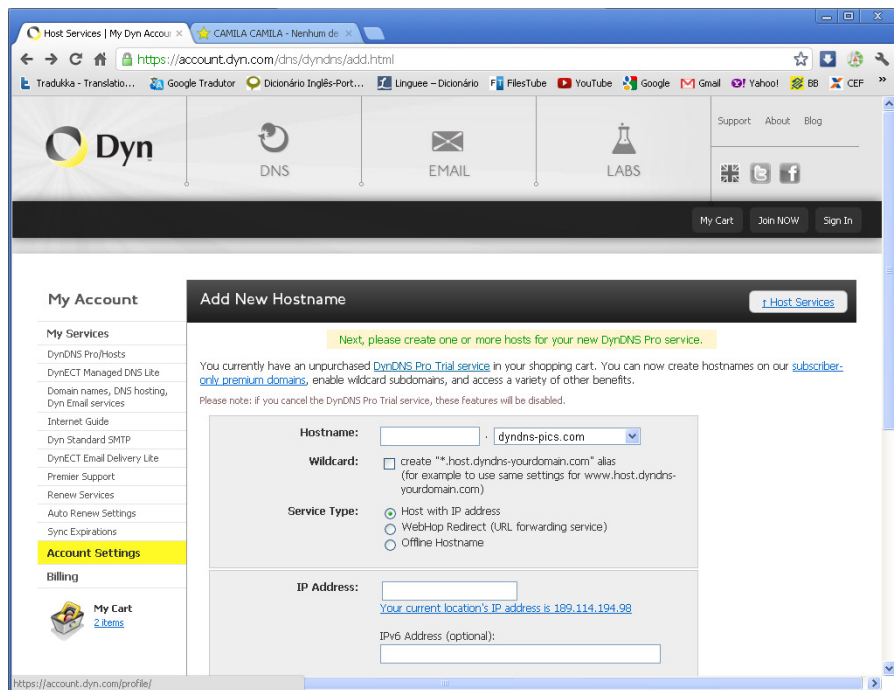 Host Services | My Dyn Accou
CAMILA CAMILA - Nenhum de
https://account.dyn.com/dns/dyndns/add.html
Tradukka - Translatio... Google Tradutor Dicionário Inglês-Port... Linguee – Dicionário FilesTube YouTube Google Gmail Yahoo! BB CEF »
Dyn
DNS
EMAIL
LABS
Support About Blog
My Cart Join NOW Sign In
My Account
My Services
DynDNS Pro/Hosts
DynECT Managed DNS Lite
Domain names, DNS hosting,
Dyn Email services
Internet Guide
Dyn Standard SMTP
DynECT Email Delivery Lite
Premier Support
Renew Services
Auto Renew Settings
Sync Expirations
Account Settings
Billing
My Cart
2 items
Add New Hostname
↑ Host Services
Next, please create one or more hosts for your new DynDNS Pro service.
You currently have an unpurchased DynDNS Pro Trial service in your shopping cart. You can now create hostnames on our subscriber-
only premium domains, enable wildcard subdomains, and access a variety of other benefits.
Please note: if you cancel the DynDNS Pro Trial service, these features will be disabled.
Hostname: . dyndns-pics.com
Wildcard: create "*.host.dyndns-yourdomain.com" alias
(for example to use same settings for www.host.dyndns-
yourdomain.com)
Service Type: Host with IP address
WebHop Redirect (URL forwarding service)
Offline Hostname
IP Address:
Your current location's IP address is 189.114.194.98
IPv6 Address (optional):
https://account.dyn.com/profile/